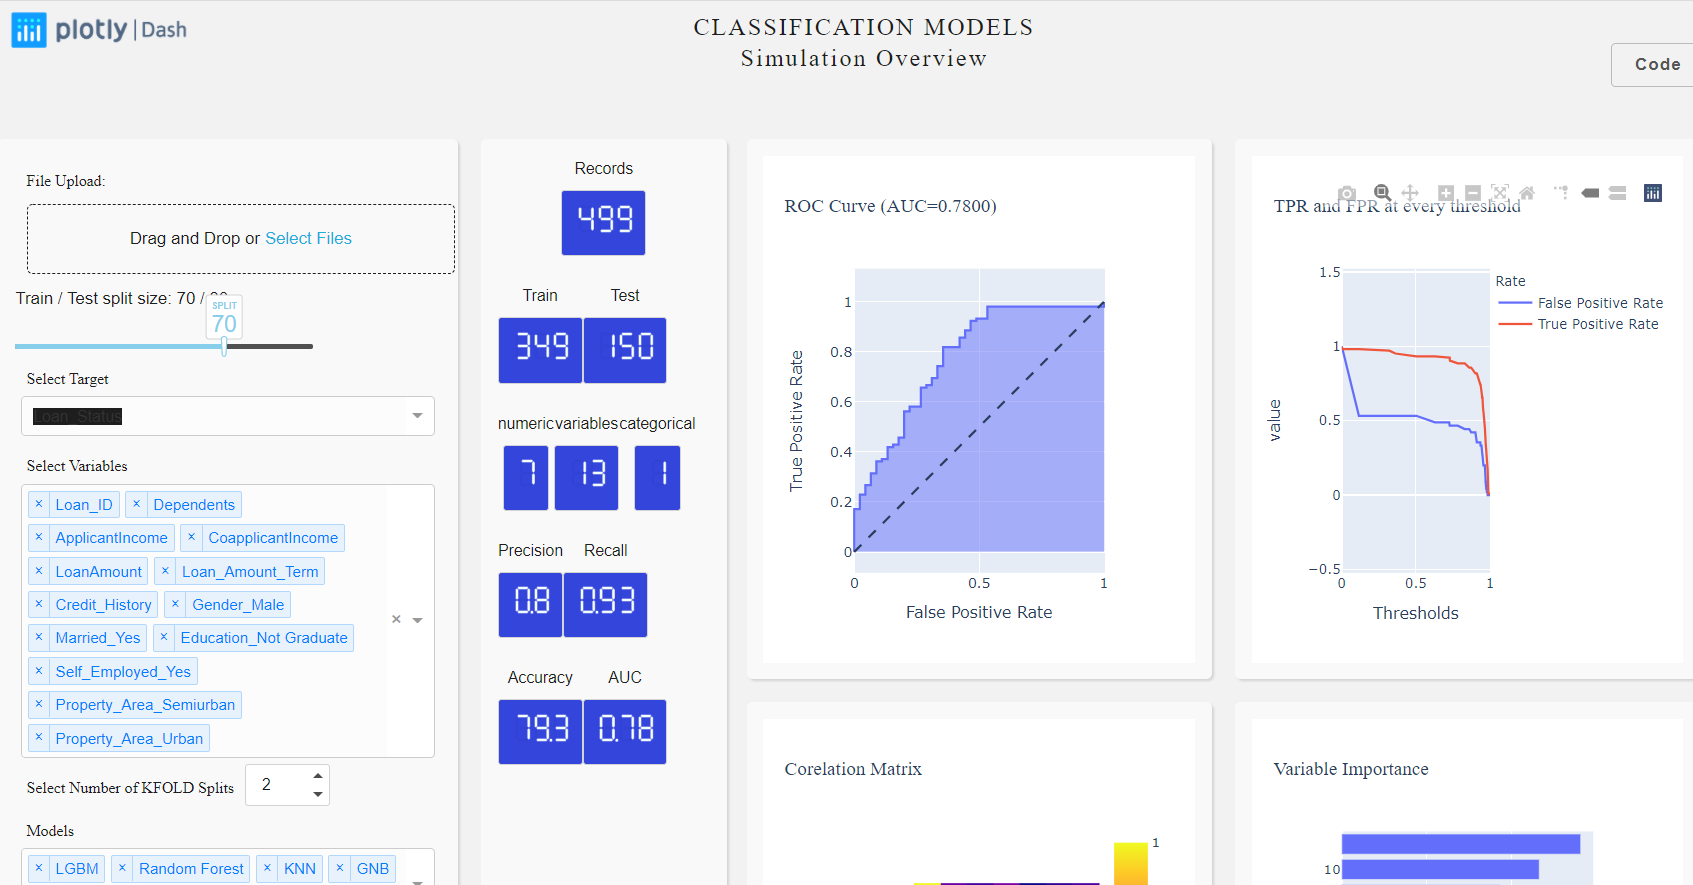 plotly | Dash
CLASSIFICATION MODELS
Simulation Overview
Code
File Upload:
Drag and Drop or Select Files
Train / Test split size: 70 /
SPLIT
70
Select Target
Loan_Status
Select Variables
× Loan_ID × Dependents
× ApplicantIncome × CoapplicantIncome
× LoanAmount × Loan_Amount_Term
× Credit_History × Gender_Male
× Married_Yes × Education_Not Graduate
× Self_Employed_Yes
× Property_Area_Semiurban
× Property_Area_Urban
×
Select Number of KFOLD Splits 2
Models
× LGBM × Random Forest × KNN × GNB
Records
499
Train Test
349 150
numeric variables categorical
7 13 1
Precision Recall
0.8 0.93
Accuracy AUC
79.3 0.78
ROC Curve (AUC=0.7800)
1
0.8
0.6
0.4
0.2
0
0 0.5 1
True Positive Rate
False Positive Rate
TPR and FPR at every threshold
1.5
1
0.5
0
−0.5
0 0.5 1
value
Thresholds
Rate
False Positive Rate
True Positive Rate
Corelation Matrix
1
Variable Importance
10